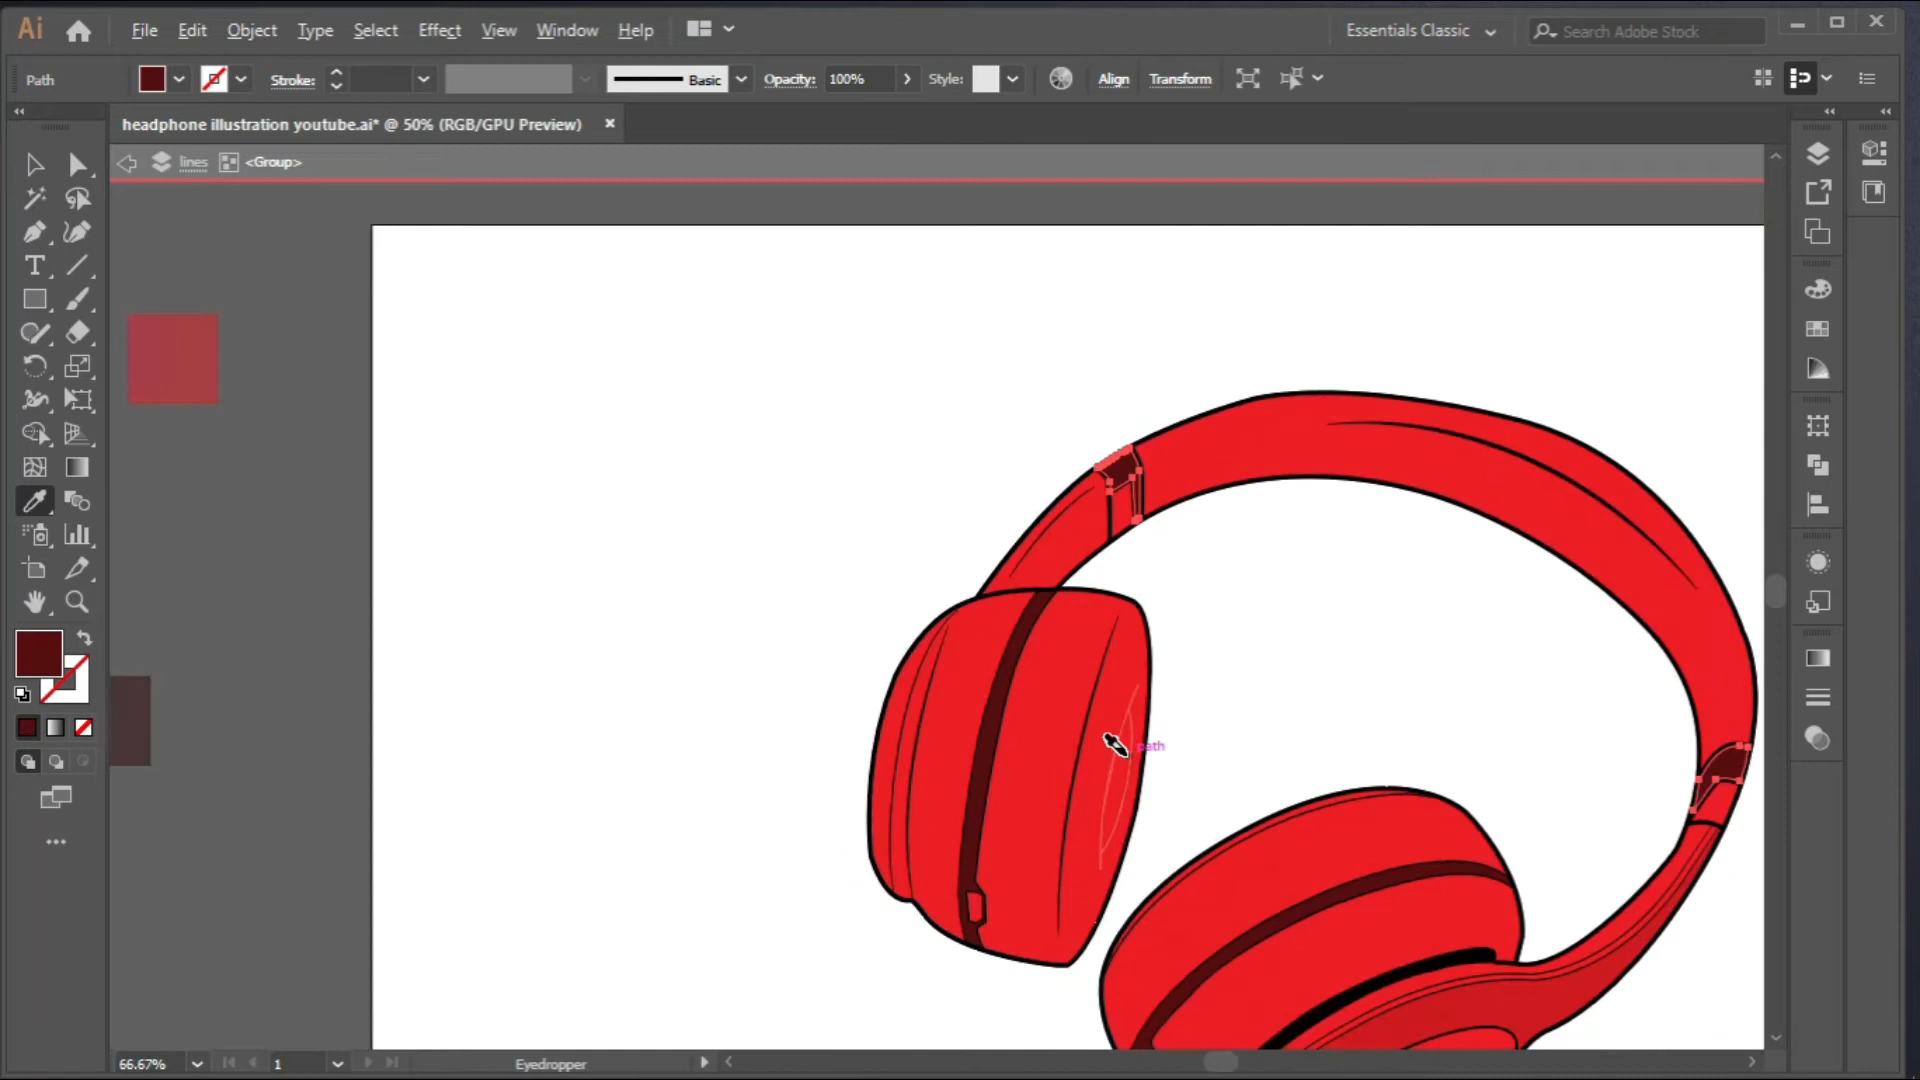 Ai File Edit Object Type Select Effect View Window Help Essentials Classic Search Adobe Stock
Path Stroke: Basic Opacity: 100% Style: Align Transform
headphone illustration youtube.ai* @ 50% (RGB/GPU Preview)
lines <Group>
path
66.67% 1 Eyedropper